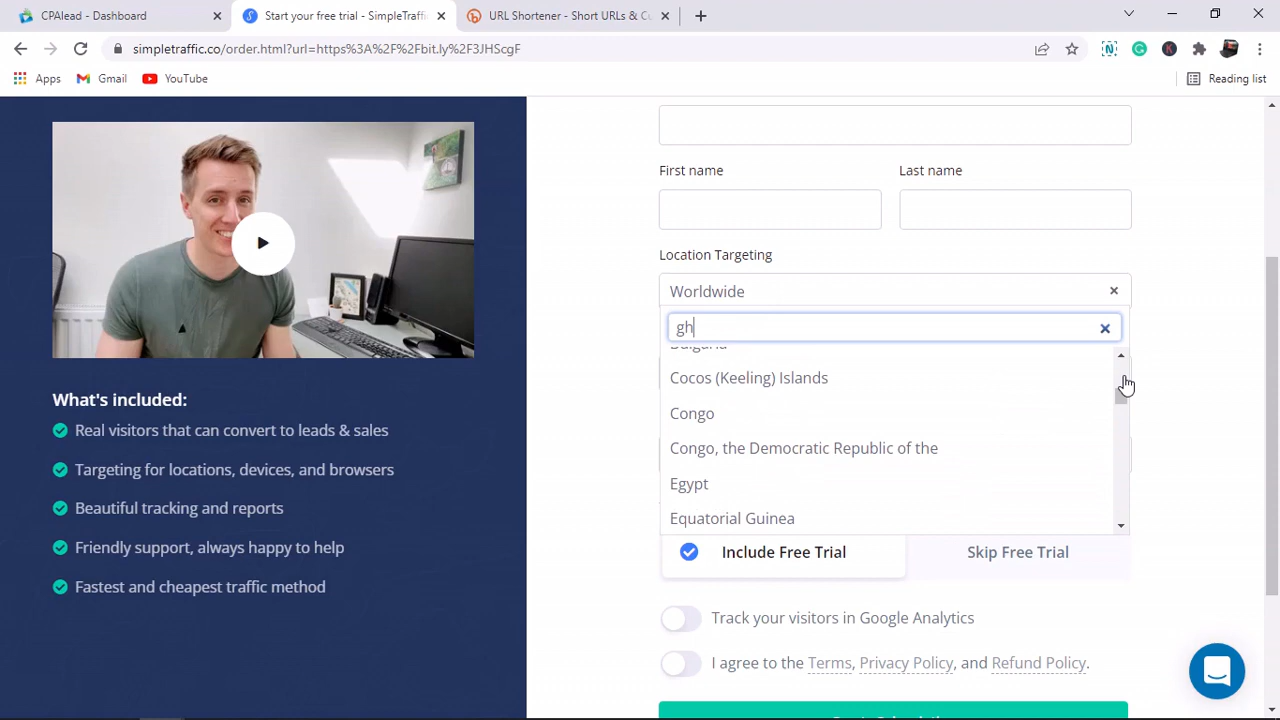 CPAlead - Dashboard
Start your free trial - SimpleTraffi
URL Shortener - Short URLs & Cu
simpletraffic.co/order.html?url=https%3A%2F%2Fbit.ly%2F3JHScgF
Apps
Gmail
YouTube
Reading list
First name
Last name
Location Targeting
Worldwide
gh
Bulgaria
Cocos (Keeling) Islands
Congo
Congo, the Democratic Republic of the
Egypt
Equatorial Guinea
What's included:
Real visitors that can convert to leads & sales
Targeting for locations, devices, and browsers
Beautiful tracking and reports
Friendly support, always happy to help
Fastest and cheapest traffic method
Include Free Trial
Skip Free Trial
Track your visitors in Google Analytics
I agree to the Terms, Privacy Policy, and Refund Policy.